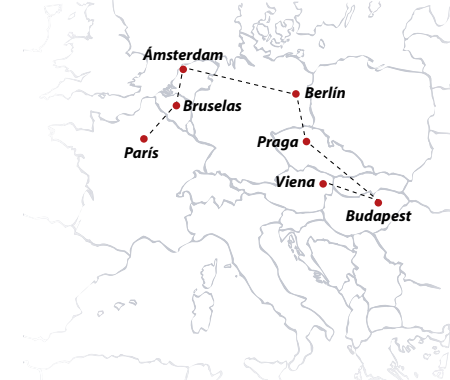 Ámsterdam
Berlín
Bruselas
Praga
París
Viena
Budapest